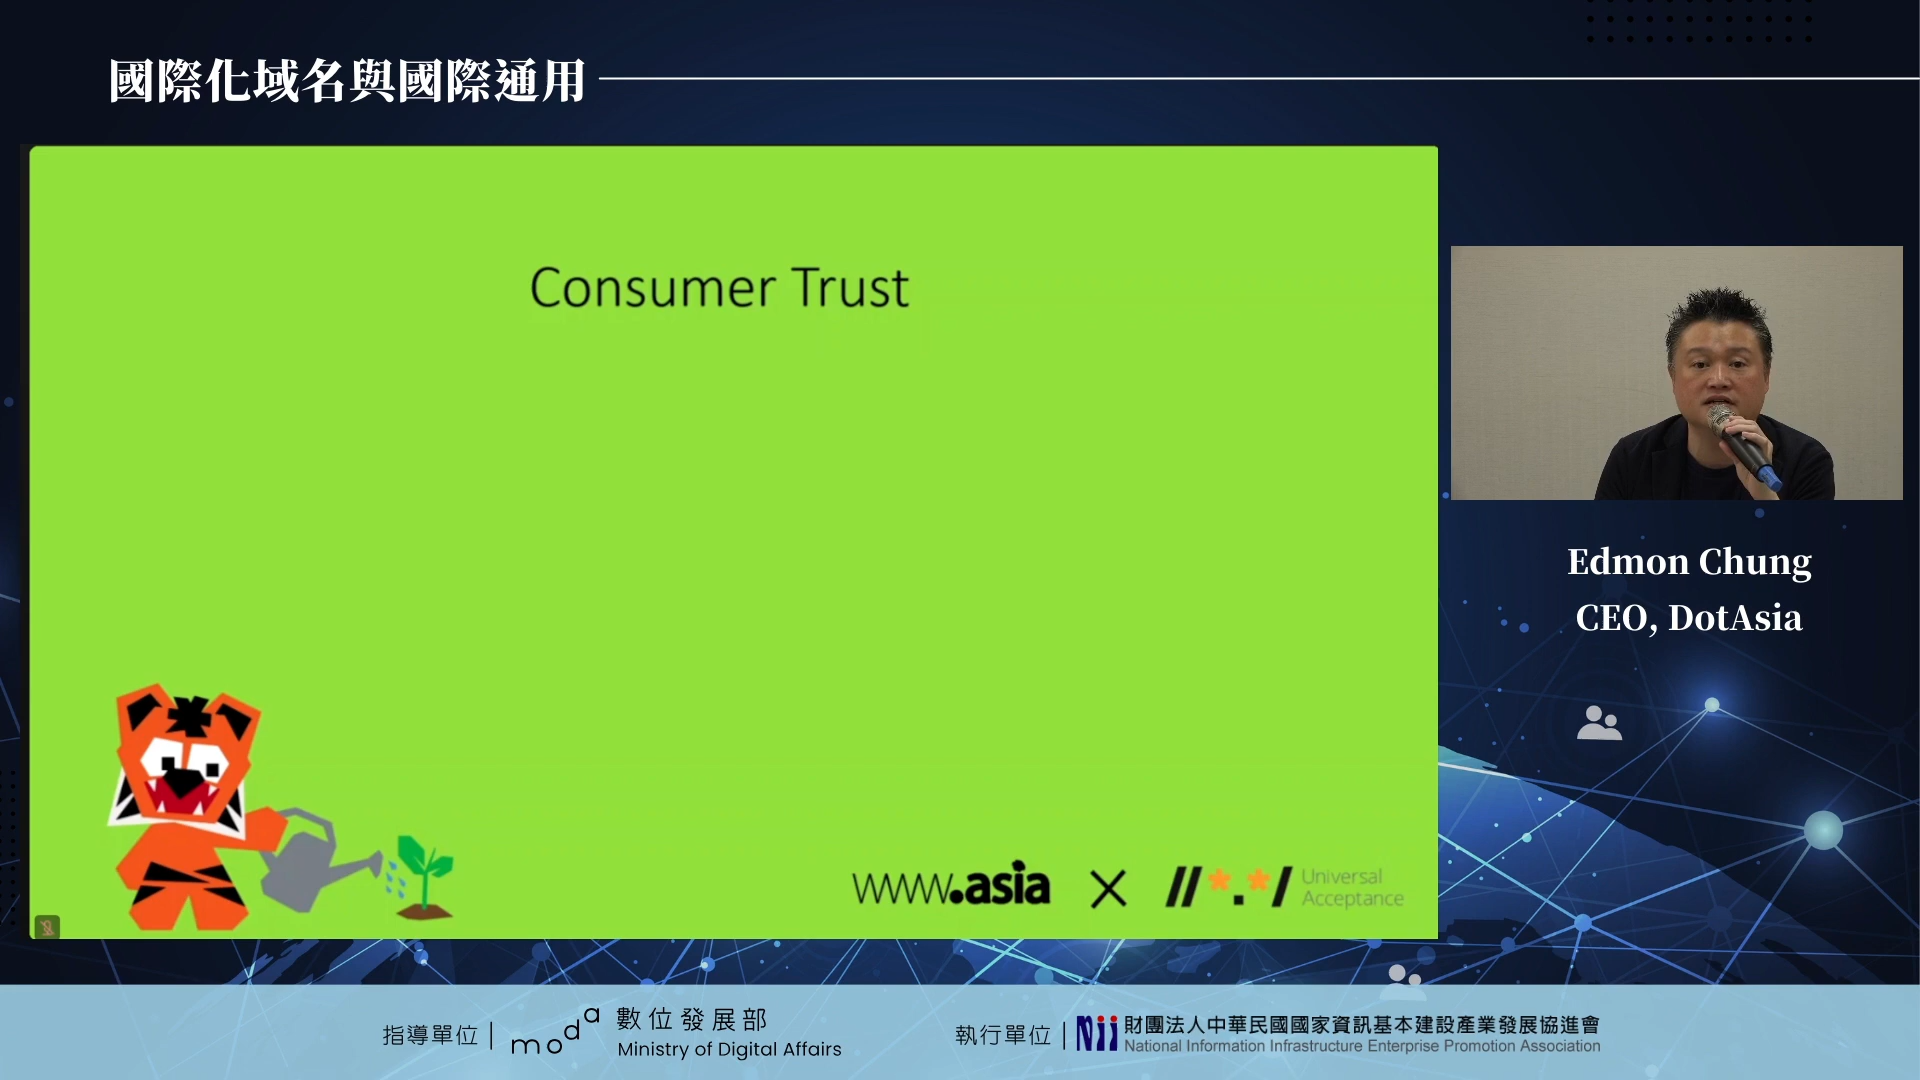 國際化域名與國際通用
Consumer Trust
www.asia
//*.*/ Universal
Acceptance
Edmon Chung
CEO, DotAsia
指導單位
moda 數位發展部
Ministry of Digital Affairs
執行單位
Nii 財團法人中華民國國家資訊基本建設產業發展協進會
National Information Infrastructure Enterprise Promotion Association